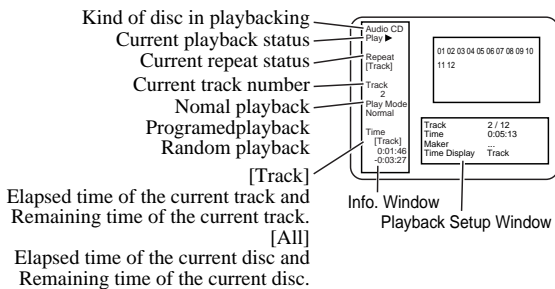 Kind of disc in playbacking
Current playback status
Current repeat status
Current track number
Nomal playback
Programedplayback
Random playback
[Track]
Elapsed time of the current track and
Remaining time of the current track.
[All]
Elapsed time of the current disc and
Remaining time of the current disc.
Audio CD
Play ▶
Repeat
[Track]
Track
2
Play Mode
Normal
Time
[Track]
0:01:46
-0:03:27
01 02 03 04 05 06 07 08 09 10
11 12
Track 2 / 12
Time 0:05:13
Maker ...
Time Display Track
Info. Window
Playback Setup Window